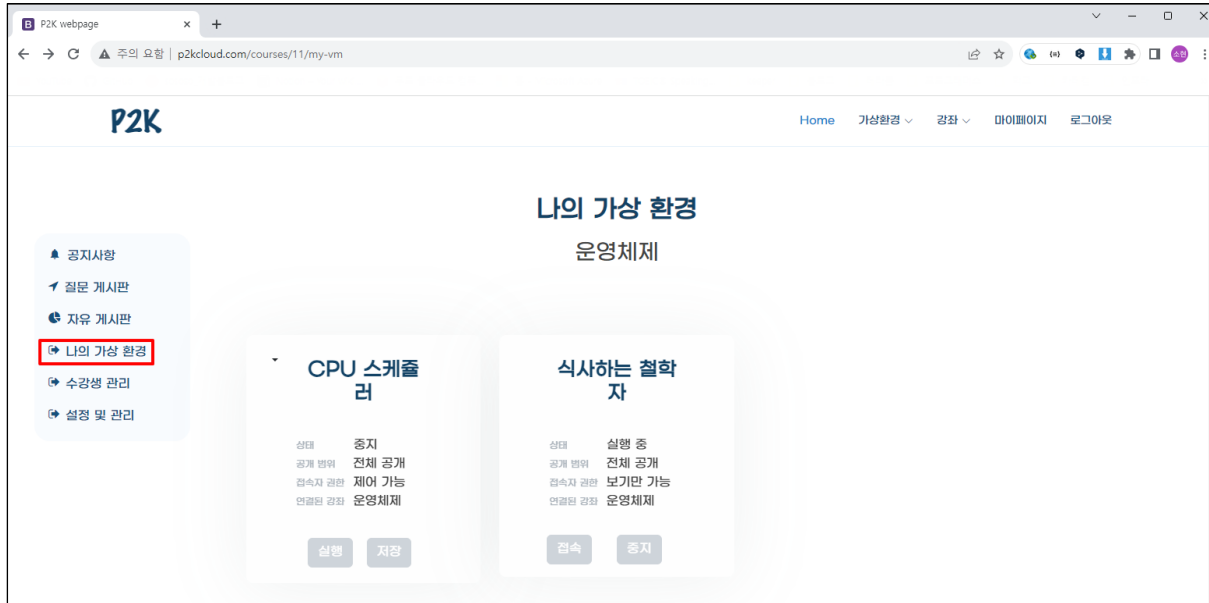 P2K webpage
주의 요함 | p2kcloud.com/courses/11/my-vm
소현
P2K
Home 가상환경 강좌 마이페이지 로그아웃
나의 가상 환경
운영체제
공지사항
질문 게시판
자유 게시판
나의 가상 환경
수강생 관리
설정 및 관리
CPU 스케쥴
러
상태 중지
공개 범위 전체 공개
접속자 권한 제어 가능
연결된 강좌 운영체제
실행 저장
식사하는 철학
자
상태 실행 중
공개 범위 전체 공개
접속자 권한 보기만 가능
연결된 강좌 운영체제
접속 중지